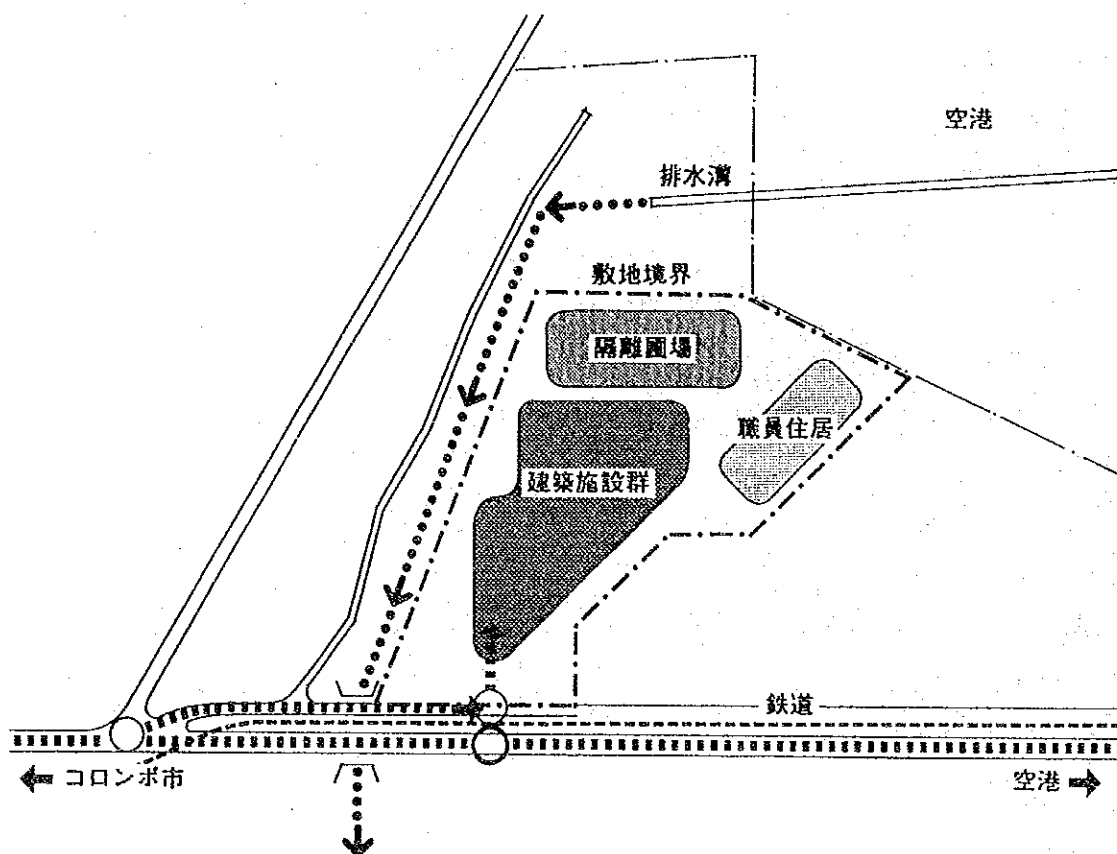 空港
排水溝
敷地境界
隔離圃場
職員住居
建築施設群
鉄道
コロンボ市
空港